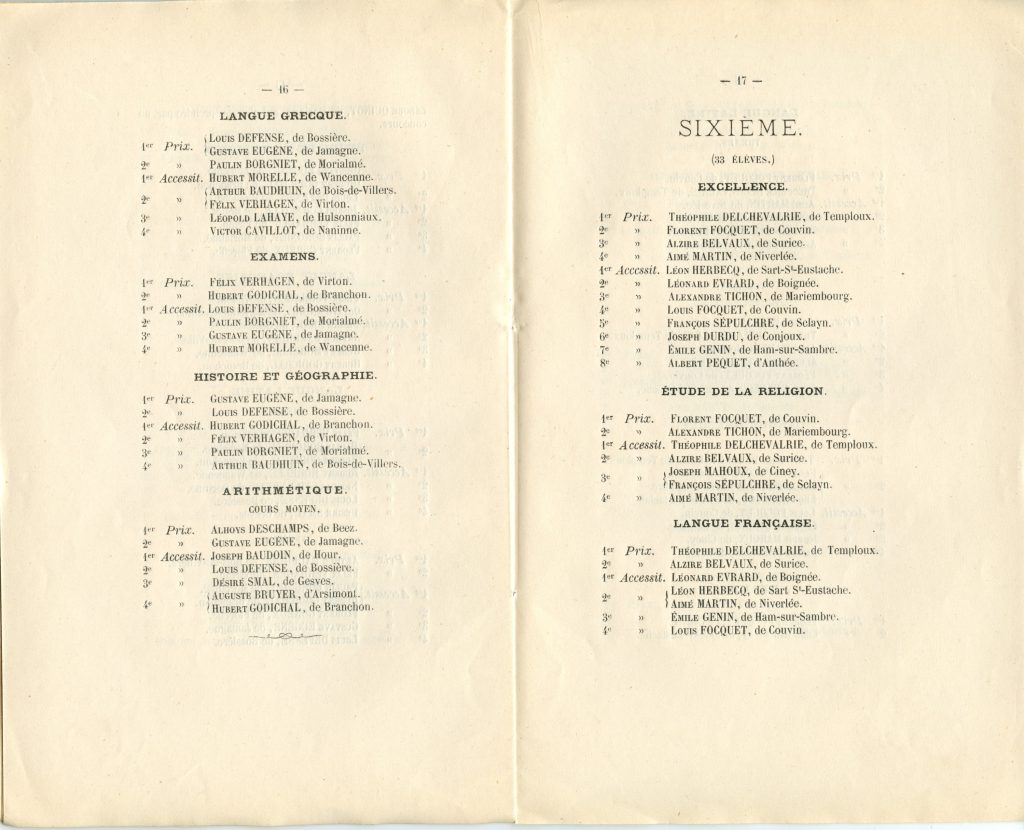 — 16 —
LANGUE GRECQUE.
1er Prix. Louis DEFENSE, de Bossière.
Gustave EUGÈNE, de Jamagne.
2e » Paulin BORGNIET, de Morialmé.
1er Accessit. Hubert MORELLE, de Wancenne.
2e » Arthur BAUDHUIN, de Bois-de-Villers.
Félix VERHAGEN, de Virton.
3e » Léopold LAHAYE, de Hulsonniaux.
4e » Victor CAVILLOT, de Naninne.
EXAMENS.
1er Prix. Félix VERHAGEN, de Virton.
2e » Hubert GODICHAL, de Branchon.
1er Accessit. Louis DEFENSE, de Bossière.
2e » Paulin BORGNIET, de Morialmé.
3e » Gustave EUGÈNE, de Jamagne.
4e » Hubert MORELLE, de Wancenne.
HISTOIRE ET GÉOGRAPHIE.
1er Prix. Gustave EUGÈNE, de Jamagne.
2e » Louis DEFENSE, de Bossière.
1er Accessit. Hubert GODICHAL, de Branchon.
2e » Félix VERHAGEN, de Virton.
3e » Paulin BORGNIET, de Morialmé.
4e » Arthur BAUDHUIN, de Bois-de-Villers.
ARITHMÉTIQUE.
COURS MOYEN.
1er Prix. Alhoys DESCHAMPS, de Beez.
2e » Gustave EUGÈNE, de Jamagne.
1er Accessit. Joseph BAUDOIN, de Hour.
2e » Louis DEFENSE, de Bossière.
3e » Désiré SMAL, de Gesves.
4e » Auguste BRUYER, d'Arsimont.
Hubert GODICHAL, de Branchon.
— 17 —
SIXIÈME.
(33 ÉLÈVES.)
EXCELLENCE.
1er Prix. Théophile DELCHEVALRIE, de Temploux.
2e » Florent FOCQUET, de Couvin.
3e » Alzire BELVAUX, de Surice.
4e » Aimé MARTIN, de Niverlée.
1er Accessit. Léon HERBECQ, de Sart-St-Eustache.
2e » Léonard EVRARD, de Boignée.
3e » Alexandre TICHON, de Mariembourg.
4e » Louis FOCQUET, de Couvin.
5e » François SÉPULCHRE, de Sclayn.
6e » Joseph DURDU, de Conjoux.
7e » Émile GENIN, de Ham-sur-Sambre.
8e » Albert PEQUET, d'Anthée.
ÉTUDE DE LA RELIGION.
1er Prix. Florent FOCQUET, de Couvin.
2e » Alexandre TICHON, de Mariembourg.
1er Accessit. Théophile DELCHEVALRIE, de Temploux.
2e » Alzire BELVAUX, de Surice.
3e » Joseph MAHOUX, de Ciney.
François SÉPULCHRE, de Sclayn.
4e » Aimé MARTIN, de Niverlée.
LANGUE FRANÇAISE.
1er Prix. Théophile DELCHEVALRIE, de Temploux.
2e » Alzire BELVAUX, de Surice.
1er Accessit. Léonard EVRARD, de Boignée.
2e » Léon HERBECQ, de Sart St-Eustache.
Aimé MARTIN, de Niverlée.
3e » Émile GENIN, de Ham-sur-Sambre.
4e » Louis FOCQUET, de Couvin.